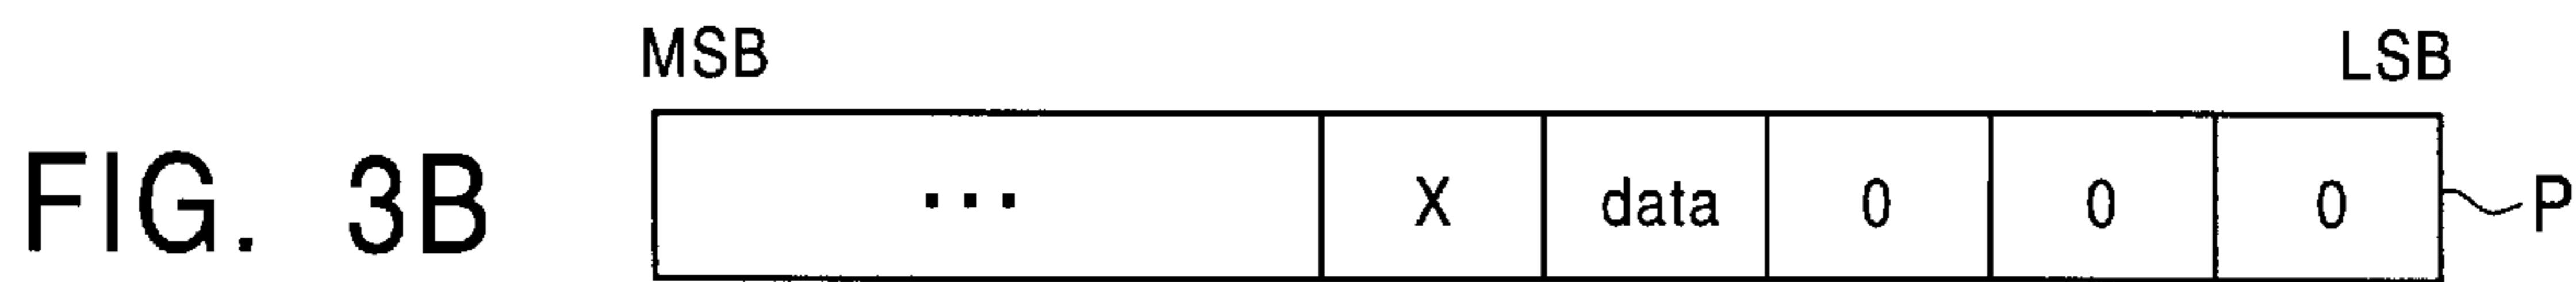 MSB LSB
FIG. 3B ... X data 0 0 0 P